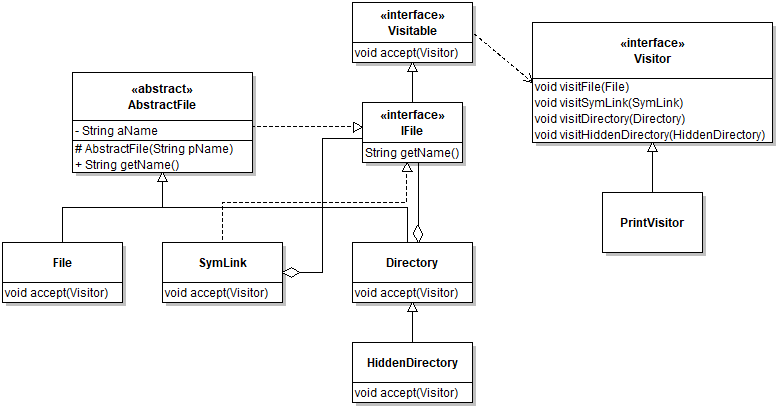 «interface»
Visitable
void accept(Visitor)
«interface»
Visitor
void visitFile(File)
void visitSymLink(SymLink)
void visitDirectory(Directory)
void visitHiddenDirectory(HiddenDirectory)
«abstract»
AbstractFile
- String aName
# AbstractFile(String pName)
+ String getName()
«interface»
IFile
String getName()
PrintVisitor
File
void accept(Visitor)
SymLink
void accept(Visitor)
Directory
void accept(Visitor)
HiddenDirectory
void accept(Visitor)